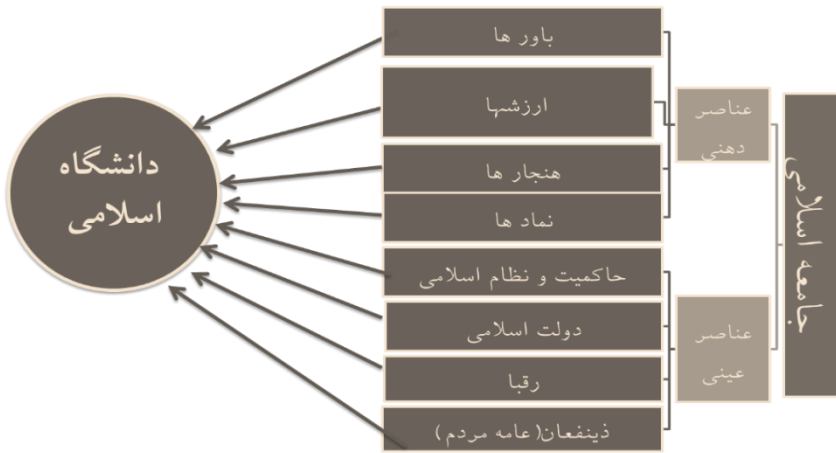 جامعه اسلامی
عناصر
دهنی
باور ها
ارزشها
هنجار ها
نماد ها
عناصر
عینی
حاکمیت و نظام اسلامی
دولت اسلامی
رقبا
ذینفعان(عامه مردم)
دانشگاه
اسلامی